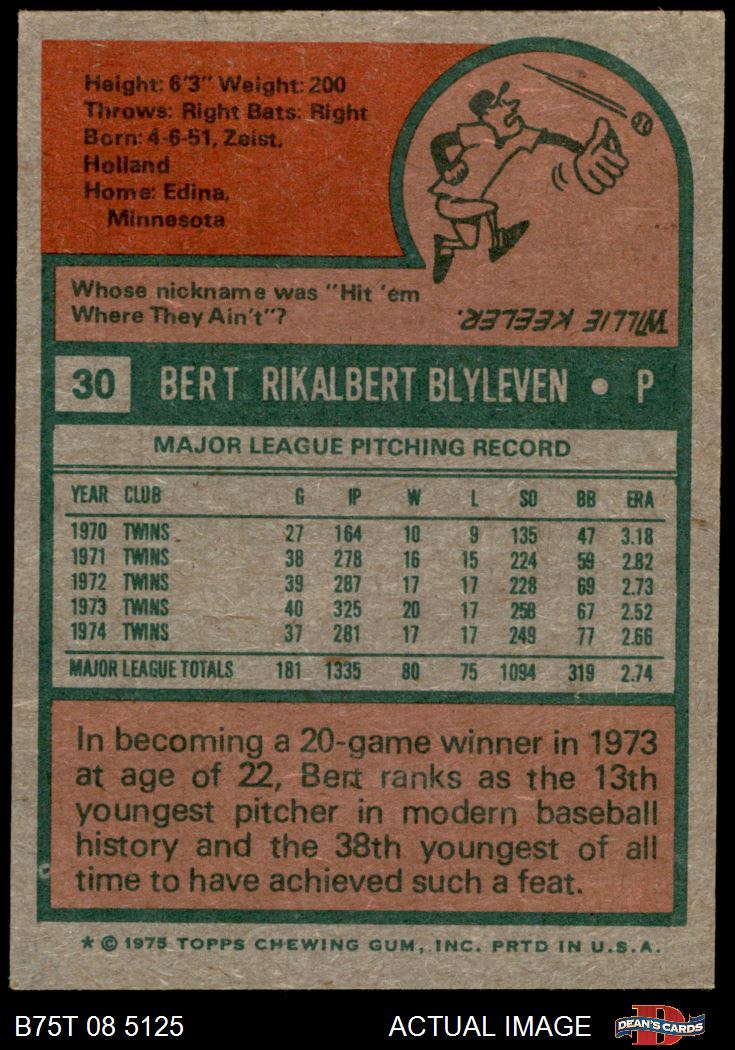 Height: 6'3" Weight: 200
Throws: Right Bats: Right
Born: 4-6-51, Zeist,
Holland
Home: Edina,
Minnesota
Whose nickname was "Hit 'em
Where They Ain't"?
WILLIE KEELER.
30 BERT RIKALBERT BLYLEVEN • P
MAJOR LEAGUE PITCHING RECORD
YEAR CLUB G IP W L SO BB ERA
1970 TWINS 27 164 10 9 135 47 3.18
1971 TWINS 38 278 16 15 224 59 2.82
1972 TWINS 39 287 17 17 228 69 2.73
1973 TWINS 40 325 20 17 258 67 2.52
1974 TWINS 37 281 17 17 249 77 2.66
MAJOR LEAGUE TOTALS 181 1335 80 75 1094 319 2.74
In becoming a 20-game winner in 1973
at age of 22, Bert ranks as the 13th
youngest pitcher in modern baseball
history and the 38th youngest of all
time to have achieved such a feat.
* © 1975 TOPPS CHEWING GUM, INC. PRTD IN U.S.A.
B75T 08 5125 ACTUAL IMAGE DEAN'S CARDS